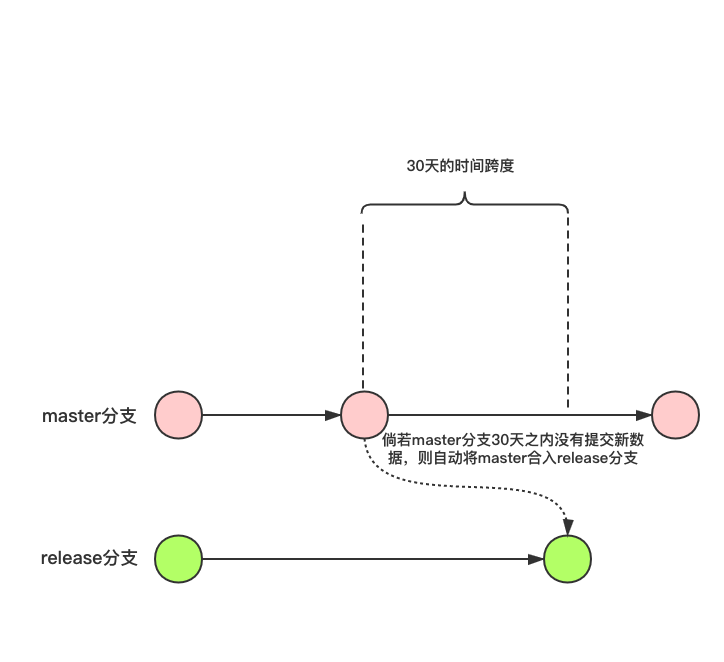 30天的时间跨度
master分支
倘若master分支30天之内没有提交新数
据，则自动将master合入release分支
release分支